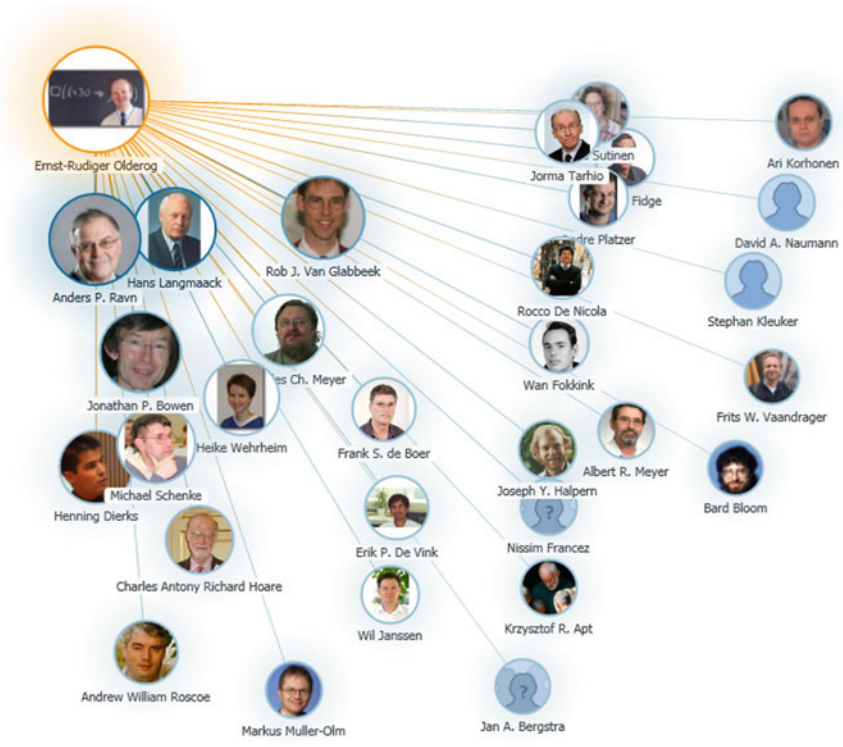 Ernst-Rudiger Olderog
Sutinen
Jorma Tarhio
Ari Korhonen
Fidge
Andre Platzer
David A. Naumann
Rob J. Van Glabbeek
Hans Langmaack
Anders P. Ravn
Rocco De Nicola
Stephan Kleuker
Ch. Meyer
Wan Fokkink
Jonathan P. Bowen
Frits W. Vaandrager
Heike Wehrheim
Frank S. de Boer
Albert R. Meyer
Joseph Y. Halpern
Michael Schenke
Henning Dierks
Bard Bloom
?
Nissim Francez
Erik P. De Vink
Charles Antony Richard Hoare
Wil Janssen
Krzysztof R. Apt
Andrew William Roscoe
?
Markus Muller-Olm
Jan A. Bergstra